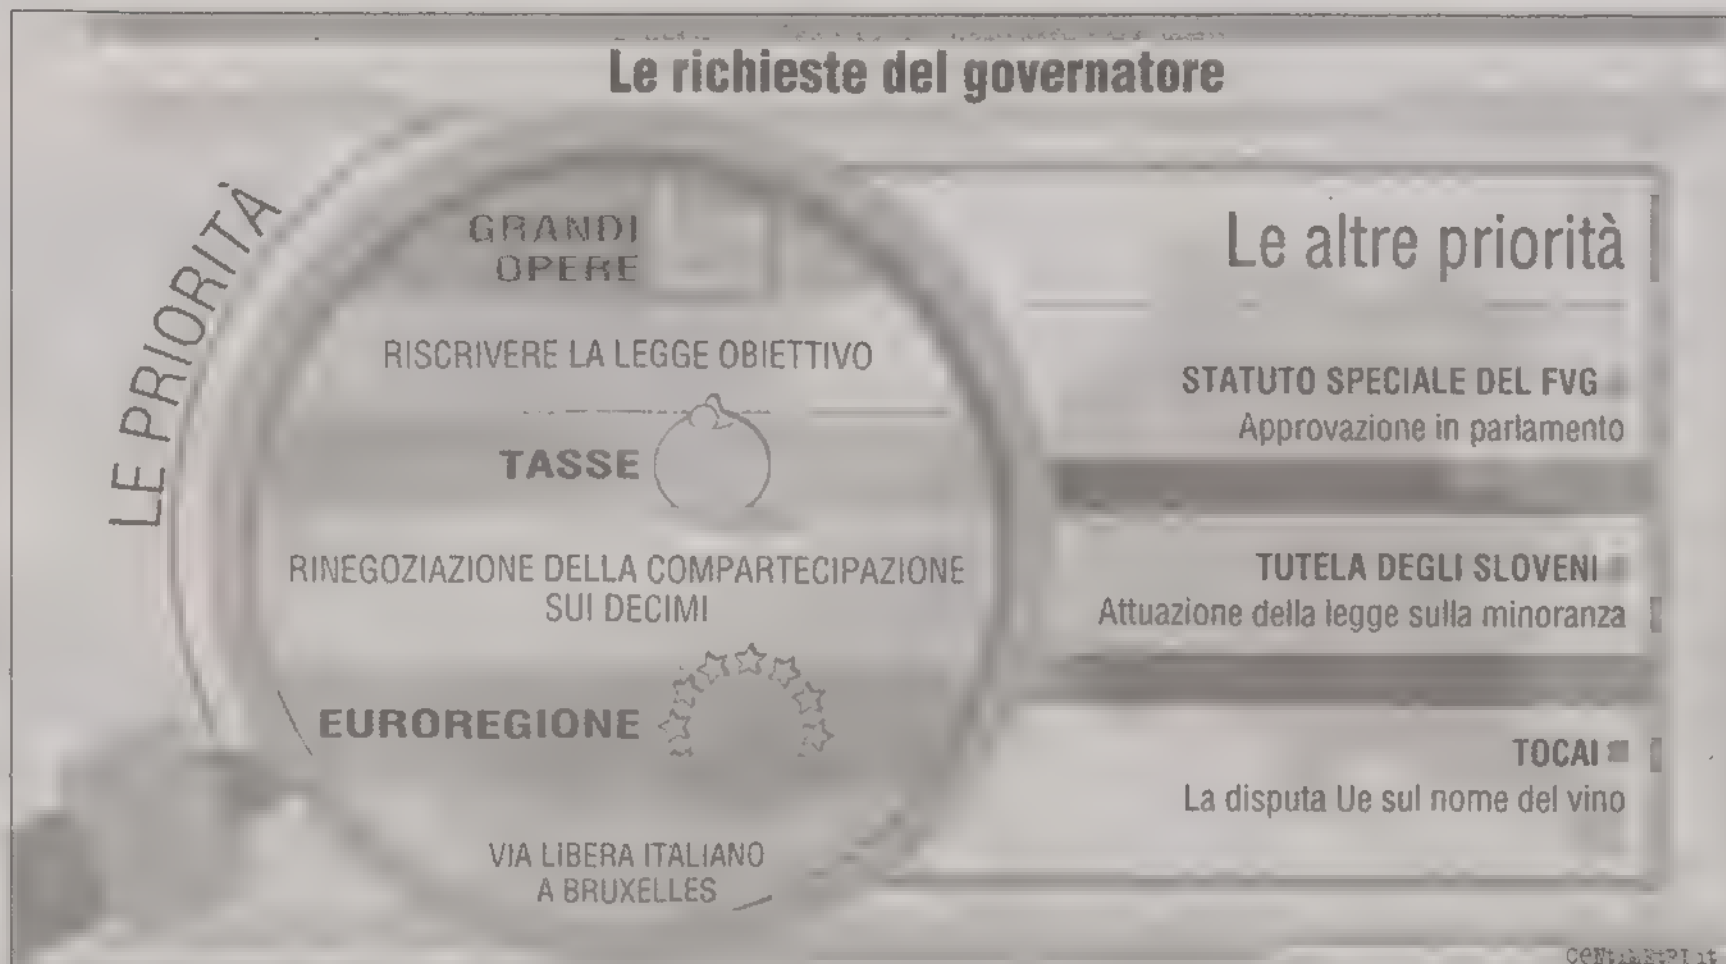 Le richieste del governatore
LE PRIORITÀ
GRANDI
OPERE
RISCRIVERE LA LEGGE OBIETTIVO
TASSE
RINEGOZIAZIONE DELLA COMPARTECIPAZIONE
SUI DECIMI
EUROREGIONE
VIA LIBERA ITALIANO
A BRUXELLES
Le altre priorità
STATUTO SPECIALE DEL FVG
Approvazione in parlamento
TUTELA DEGLI SLOVENI
Attuazione della legge sulla minoranza
TOCAI
La disputa Ue sul nome del vino